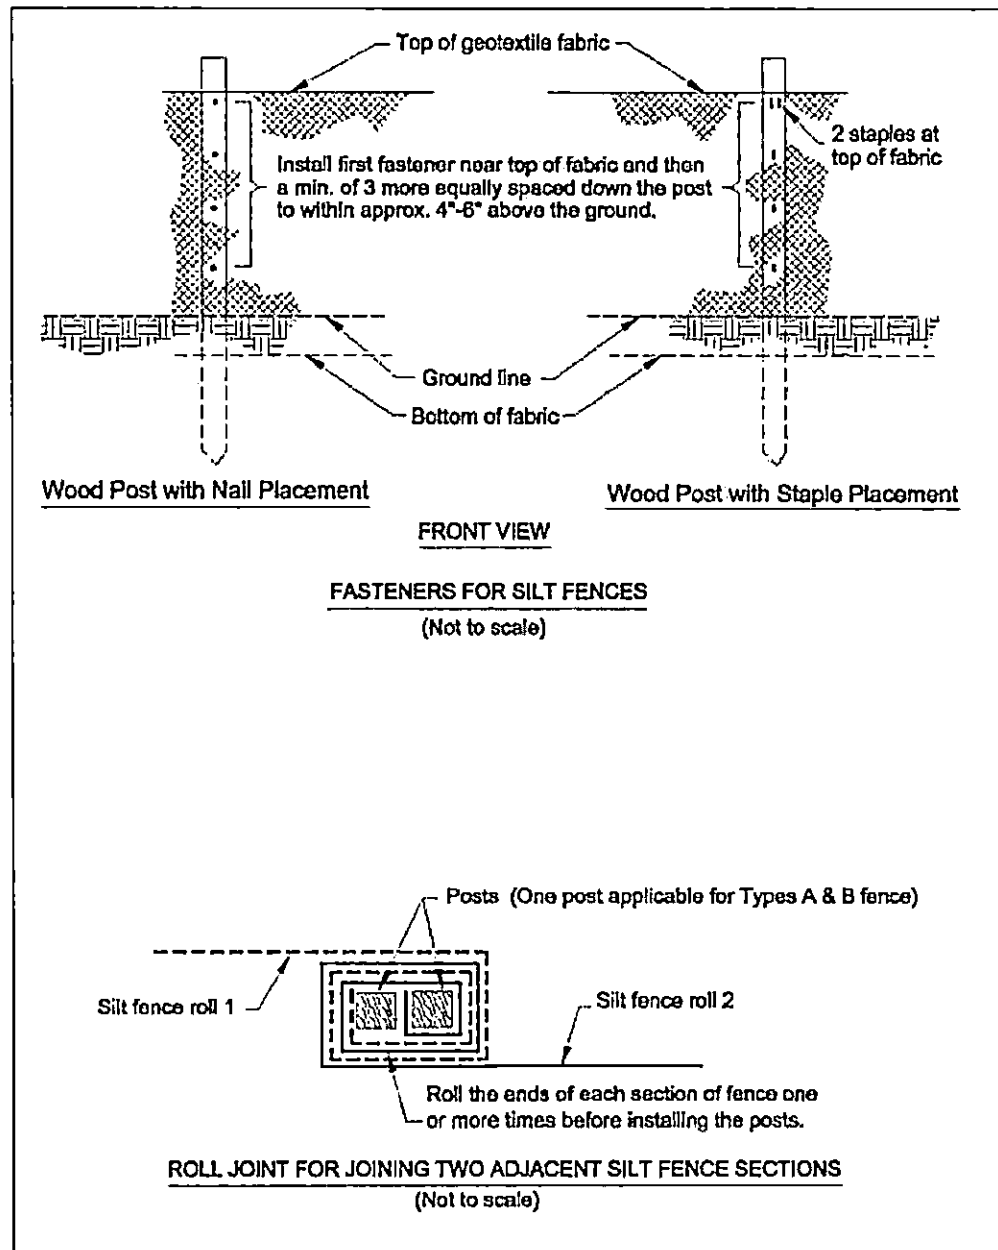 Top of geotextile fabric
2 staples at
top of fabric
Install first fastener near top of fabric and then
a min. of 3 more equally spaced down the post
to within approx. 4"-6" above the ground.
Ground line
Bottom of fabric
Wood Post with Nail Placement
Wood Post with Staple Placement
FRONT VIEW
FASTENERS FOR SILT FENCES
(Not to scale)
Posts (One post applicable for Types A & B fence)
Silt fence roll 1
Silt fence roll 2
Roll the ends of each section of fence one
or more times before installing the posts.
ROLL JOINT FOR JOINING TWO ADJACENT SILT FENCE SECTIONS
(Not to scale)